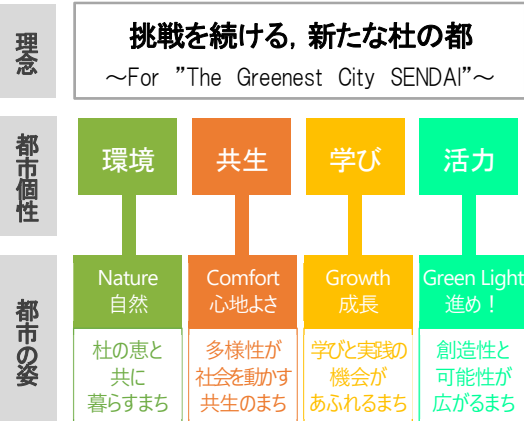 理念
挑戦を続ける，新たな杜の都
～For ”The Greenest City SENDAI”～
都市個性
環境
共生
学び
活力
都市の姿
Nature
自然
杜の恵と
共に
暮らすまち
Comfort
心地よさ
多様性が
社会を動かす
共生のまち
Growth
成長
学びと実践の
機会が
あふれるまち
Green Light
進め！
創造性と
可能性が
広がるまち